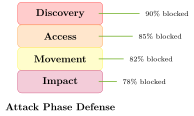 Discovery 90% blocked
Access 85% blocked
Movement 82% blocked
Impact 78% blocked
Attack Phase Defense